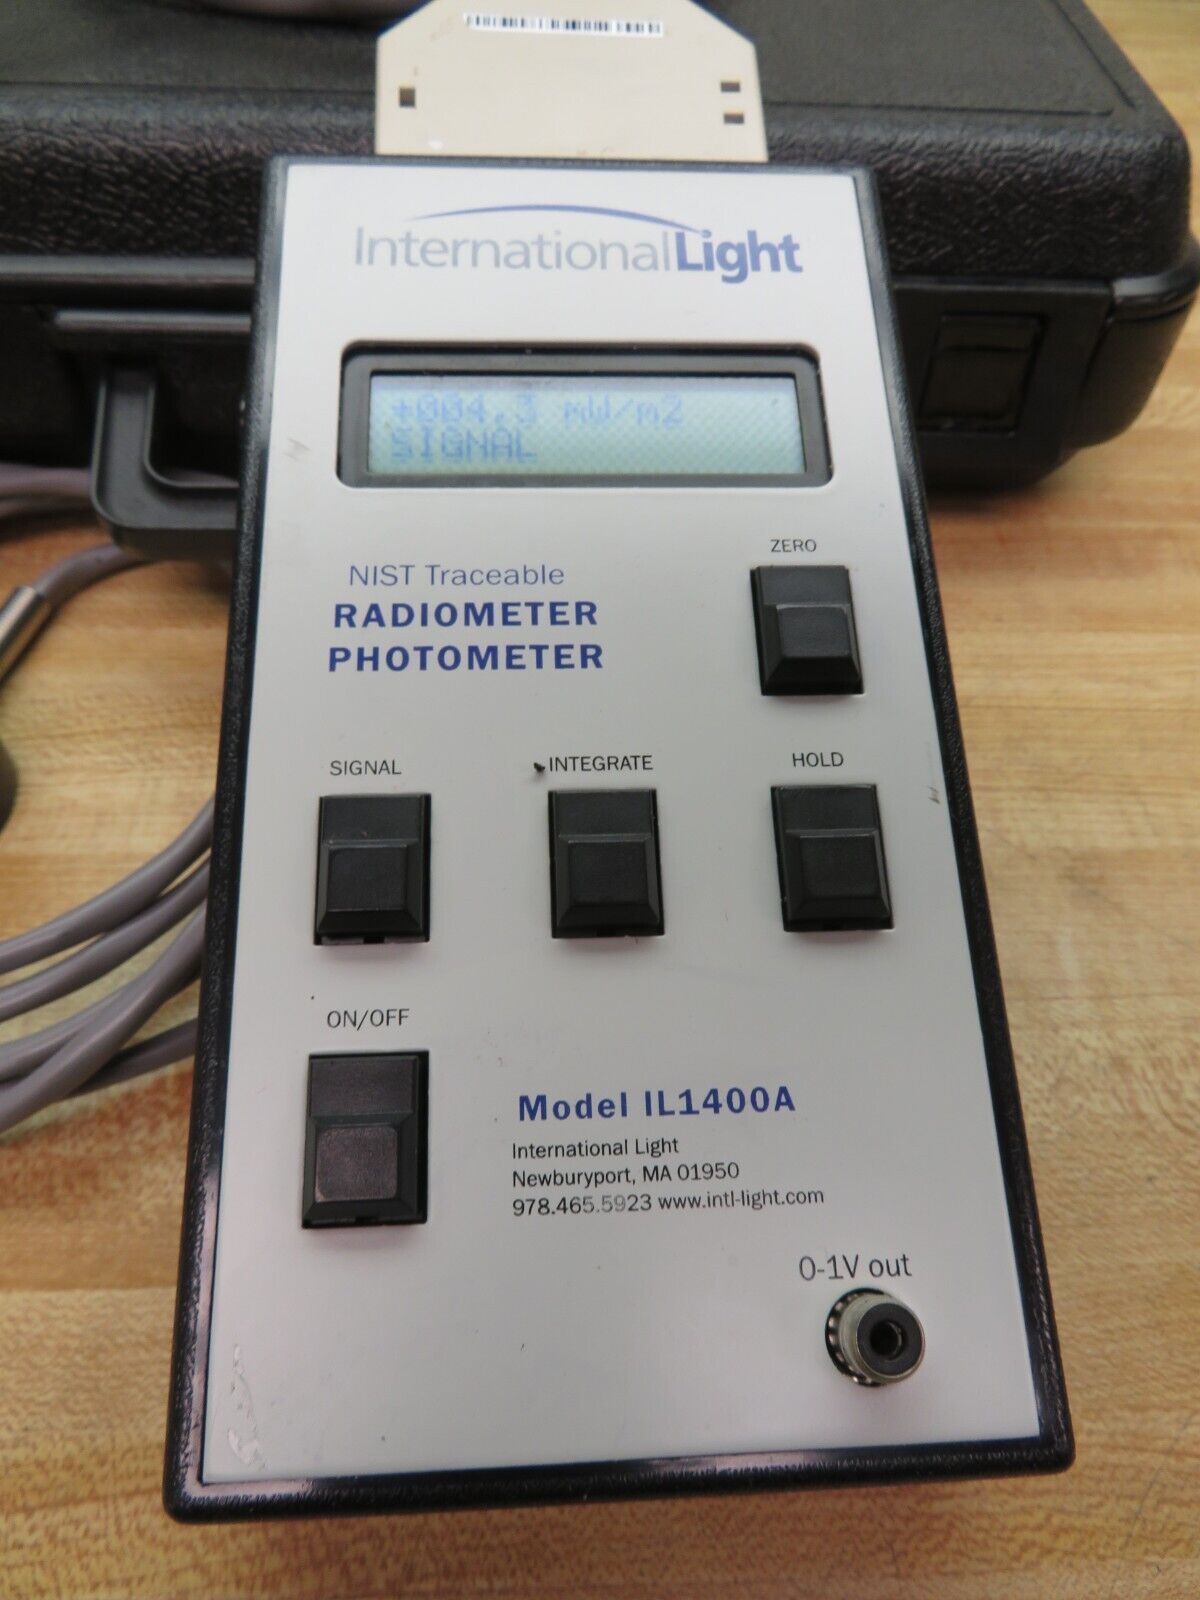 InternationalLight
+004.3 mW/m2
SIGNAL
ZERO
NIST Traceable
RADIOMETER
PHOTOMETER
SIGNAL
INTEGRATE
HOLD
ON/OFF
Model IL1400A
International Light
Newburyport, MA 01950
978.465.5923 www.intl-light.com
0-1V out